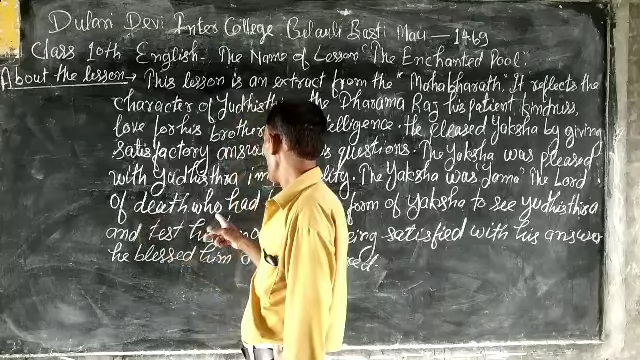 Dulari Devi Inter College Belauli Basti Mau — 1469
Class 10th English - The Name of Lesson "The Enchanted Pool"
About the lesson → This lesson is an extract from the "Mahabharath". It reflects the
character of Yudhisth the Dharama Raj his patient kindness,
love for his brother telligence. He pleased Yaksha by giving
satisfactory answ s questions. The Yaksha was pleased
with Yudhisthra im lity. The Yaksha was 'Yama' The Lord
of death who had form of Yaksha to see Yudhisthira
and test h ing satisfied with his answer
he blessed him